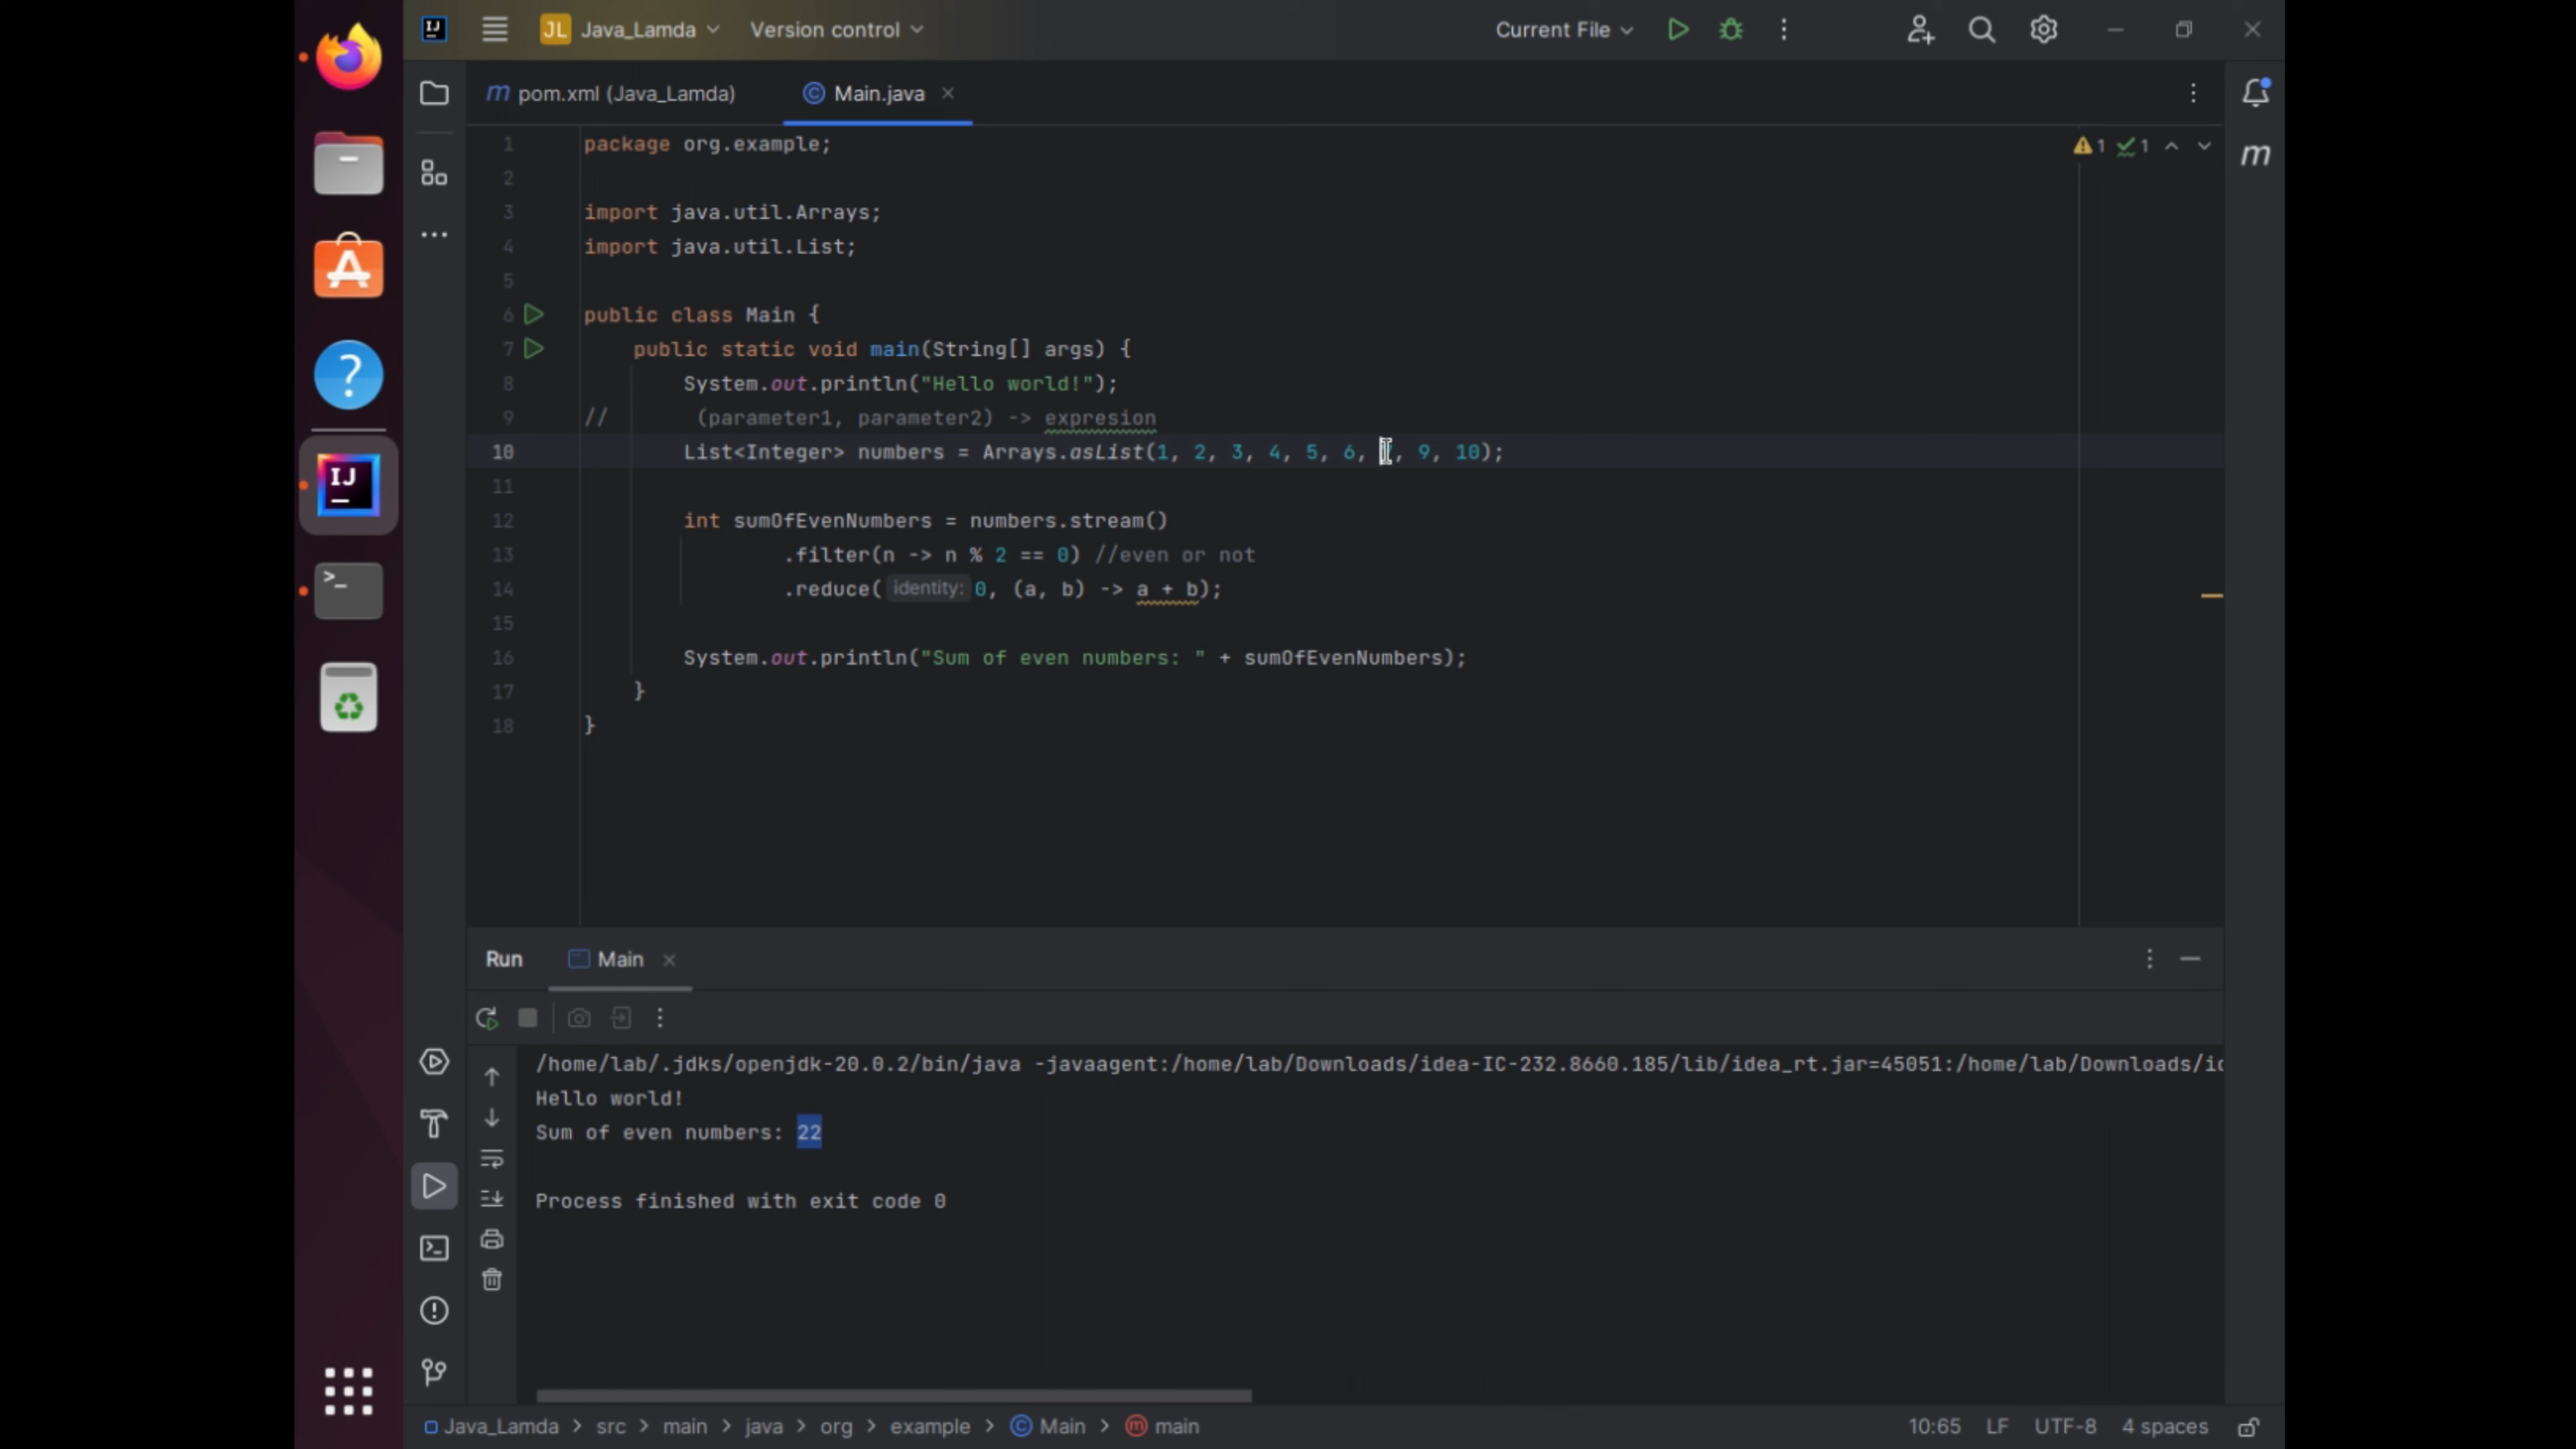 JL Java_Lamda Version control Current File
pom.xml (Java_Lamda) Main.java
1 package org.example; 1 1
2
3 import java.util.Arrays;
4 import java.util.List;
5
6 public class Main {
7 public static void main(String[] args) {
8 System.out.println("Hello world!");
9 // (parameter1, parameter2) -> expresion
10 List<Integer> numbers = Arrays.asList(1, 2, 3, 4, 5, 6, , 9, 10);
11
12 int sumOfEvenNumbers = numbers.stream()
13 .filter(n -> n % 2 == 0) //even or not
14 .reduce( identity: 0, (a, b) -> a + b);
15
16 System.out.println("Sum of even numbers: " + sumOfEvenNumbers);
17 }
18 }
Run Main
/home/lab/.jdks/openjdk-20.0.2/bin/java -javaagent:/home/lab/Downloads/idea-IC-232.8660.185/lib/idea_rt.jar=45051:/home/lab/Downloads/
Hello world!
Sum of even numbers: 22
Process finished with exit code 0
Java_Lamda > src > main > java > org > example > Main > main 10:65 LF UTF-8 4 spaces